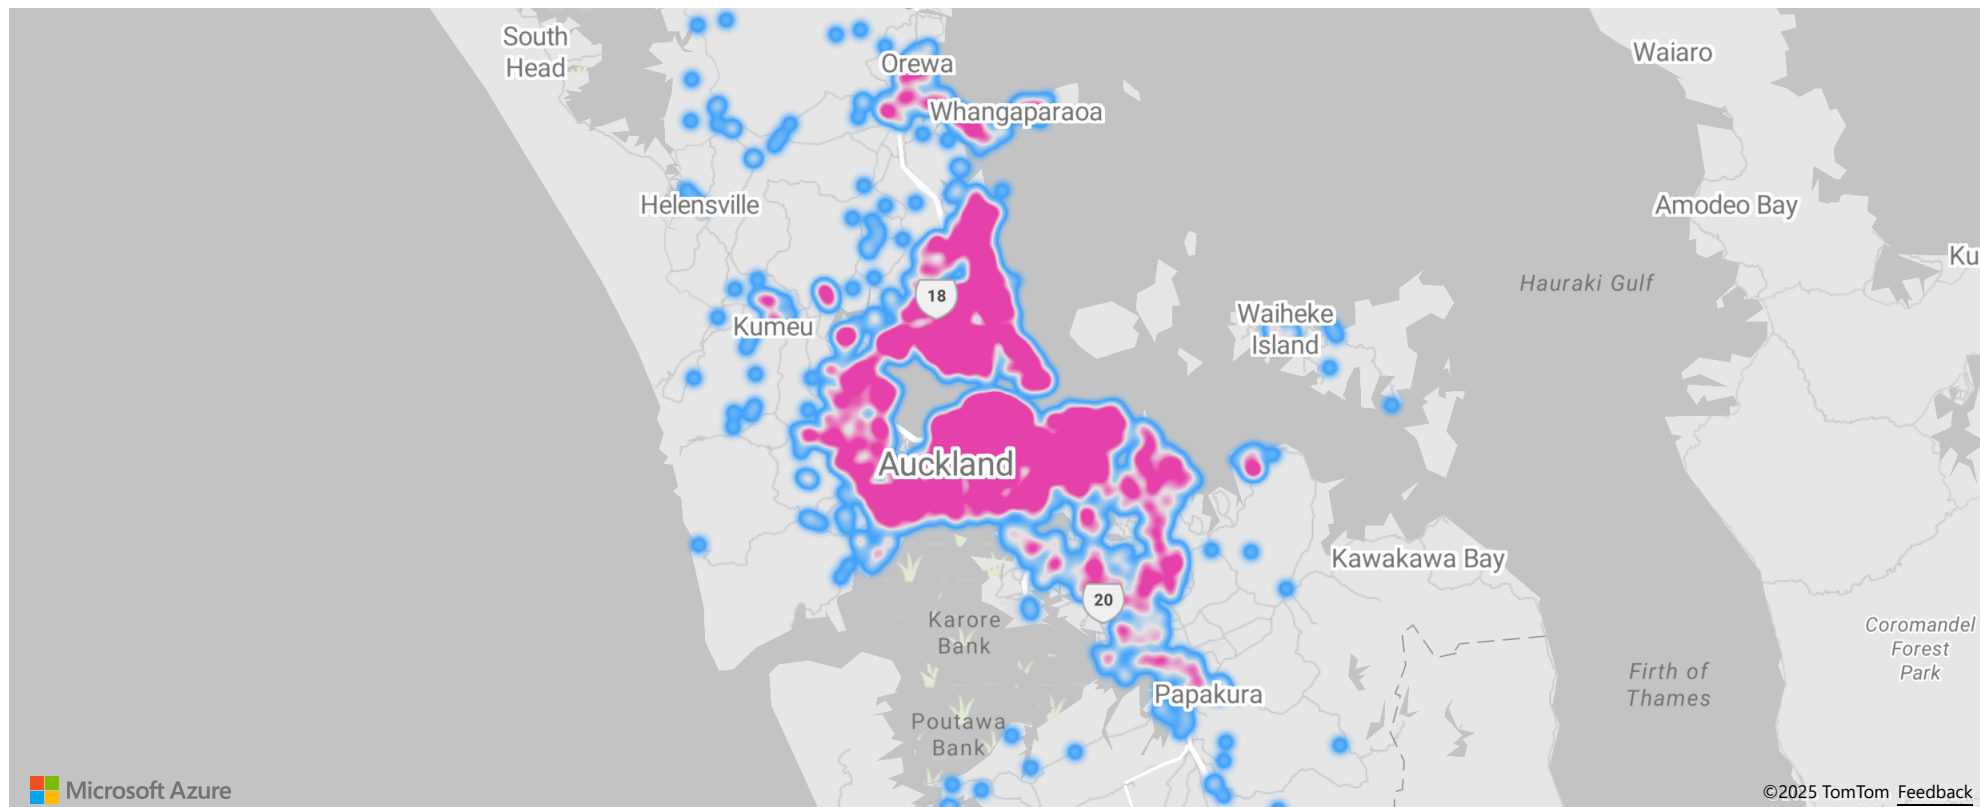 South
Head
Orewa
Waiaro
Whangaparaoa
Helensville
Amodeo Bay
Ku
Hauraki Gulf
18
Kumeu
Waiheke
Island
Auckland
Kawakawa Bay
20
Karore
Bank
Coromandel
Forest
Park
Firth of
Thames
Papakura
Poutawa
Bank
Microsoft Azure
©2025 TomTom Feedback